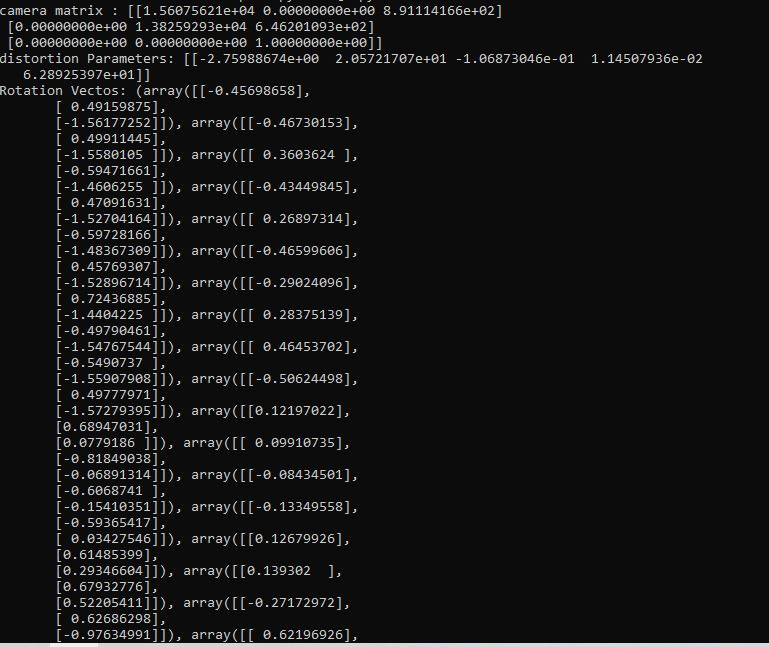 camera matrix : [[1.56075621e+04 0.00000000e+00 8.91114166e+02]
[0.00000000e+00 1.38259293e+04 6.46201093e+02]
[0.00000000e+00 0.00000000e+00 1.00000000e+00]]
distortion Parameters: [[-2.75988674e+00  2.05721707e+01 -1.06873046e-01  1.14507936e-02
6.28925397e+01]]
Rotation Vectos: (array([[-0.45698658],
[ 0.49159875],
[-1.56177252]]), array([[-0.46730153],
[ 0.49911445],
[-1.5580105 ]]), array([[ 0.3603624 ],
[-0.59471661],
[-1.4606255 ]]), array([[-0.43449845],
[ 0.47091631],
[-1.52704164]]), array([[ 0.26897314],
[-0.59728166],
[-1.48367309]]), array([[-0.46599606],
[ 0.45769307],
[-1.52896714]]), array([[-0.29024096],
[ 0.72436885],
[-1.4404225 ]]), array([[ 0.28375139],
[-0.49790461],
[-1.54767544]]), array([[ 0.46453702],
[-0.5490737 ],
[-1.55907908]]), array([[-0.50624498],
[ 0.49777971],
[-1.57279395]]), array([[0.12197022],
[0.68947031],
[0.0779186 ]]), array([[ 0.09910735],
[-0.81849038],
[-0.06891314]]), array([[-0.08434501],
[-0.6068741 ],
[-0.15410351]]), array([[-0.13349558],
[-0.59365417],
[ 0.03427546]]), array([[0.12679926],
[0.61485399],
[0.29346604]]), array([[0.139302  ],
[0.67932776],
[0.52205411]]), array([[-0.27172972],
[ 0.62686298],
[-0.97634991]]), array([[ 0.62196926],